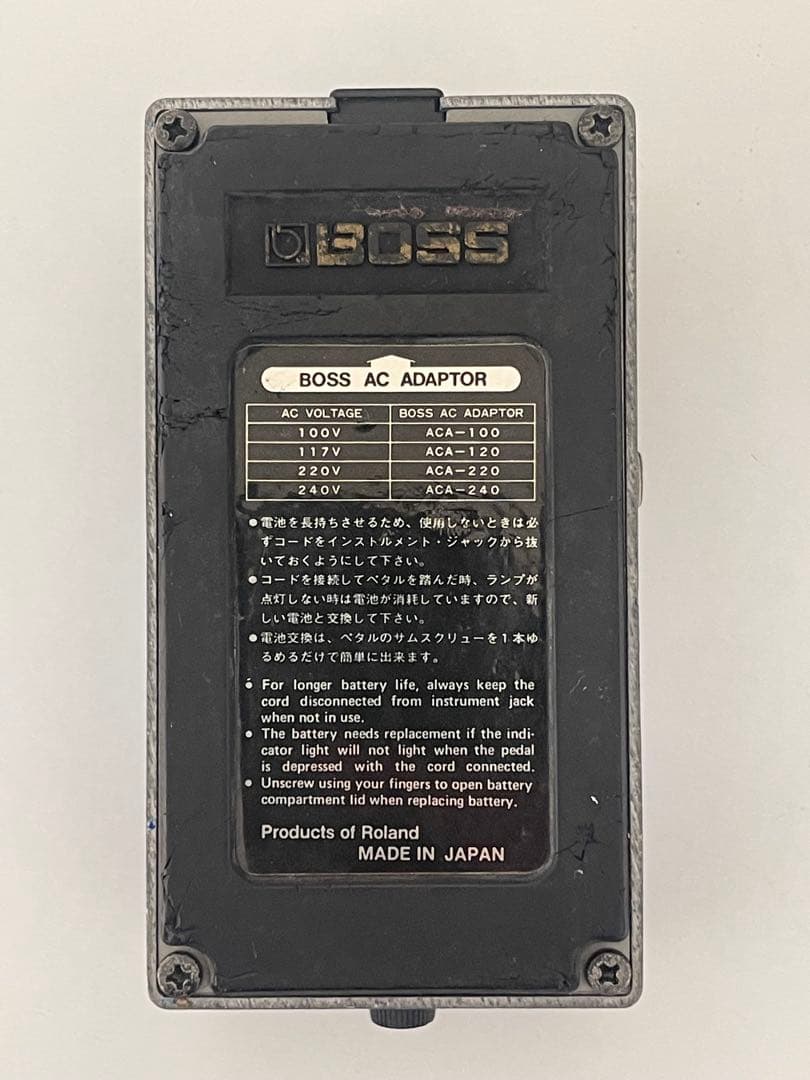 BOSS
BOSS AC ADAPTOR
AC VOLTAGE BOSS AC ADAPTOR
100V ACA-100
117V ACA-120
220V ACA-220
240V ACA-240
●電池を長持ちさせるため、使用しないときは必
ずコードをインストルメント・ジャックから抜
いておくようにして下さい。
●コードを接続してペダルを踏んだ時、ランプが
点灯しない時は電池が消耗していますので、新
しい電池と交換して下さい。
●電池交換は、ペダルのサムスクリューを1本ゆ
るめるだけで簡単に出来ます。
● For longer battery life, always keep the
cord disconnected from instrument jack
when not in use.
● The battery needs replacement if the indi-
cator light will not light when the pedal
is depressed with the cord connected.
● Unscrew using your fingers to open battery
compartment lid when replacing battery.
Products of Roland
MADE IN JAPAN